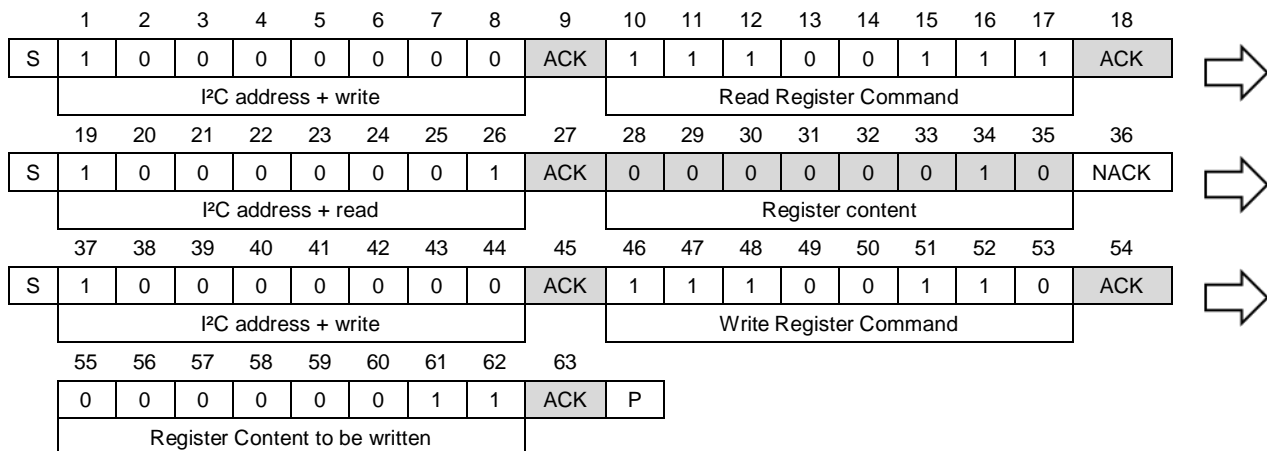 1 2 3 4 5 6 7 8 9 10 11 12 13 14 15 16 17 18
S 1 0 0 0 0 0 0 0 ACK 1 1 1 0 0 1 1 1 ACK
I²C address + write Read Register Command
19 20 21 22 23 24 25 26 27 28 29 30 31 32 33 34 35 36
S 1 0 0 0 0 0 0 1 ACK 0 0 0 0 0 0 1 0 NACK
I²C address + read Register content
37 38 39 40 41 42 43 44 45 46 47 48 49 50 51 52 53 54
S 1 0 0 0 0 0 0 0 ACK 1 1 1 0 0 1 1 0 ACK
I²C address + write Write Register Command
55 56 57 58 59 60 61 62 63
0 0 0 0 0 0 1 1 ACK P
Register Content to be written